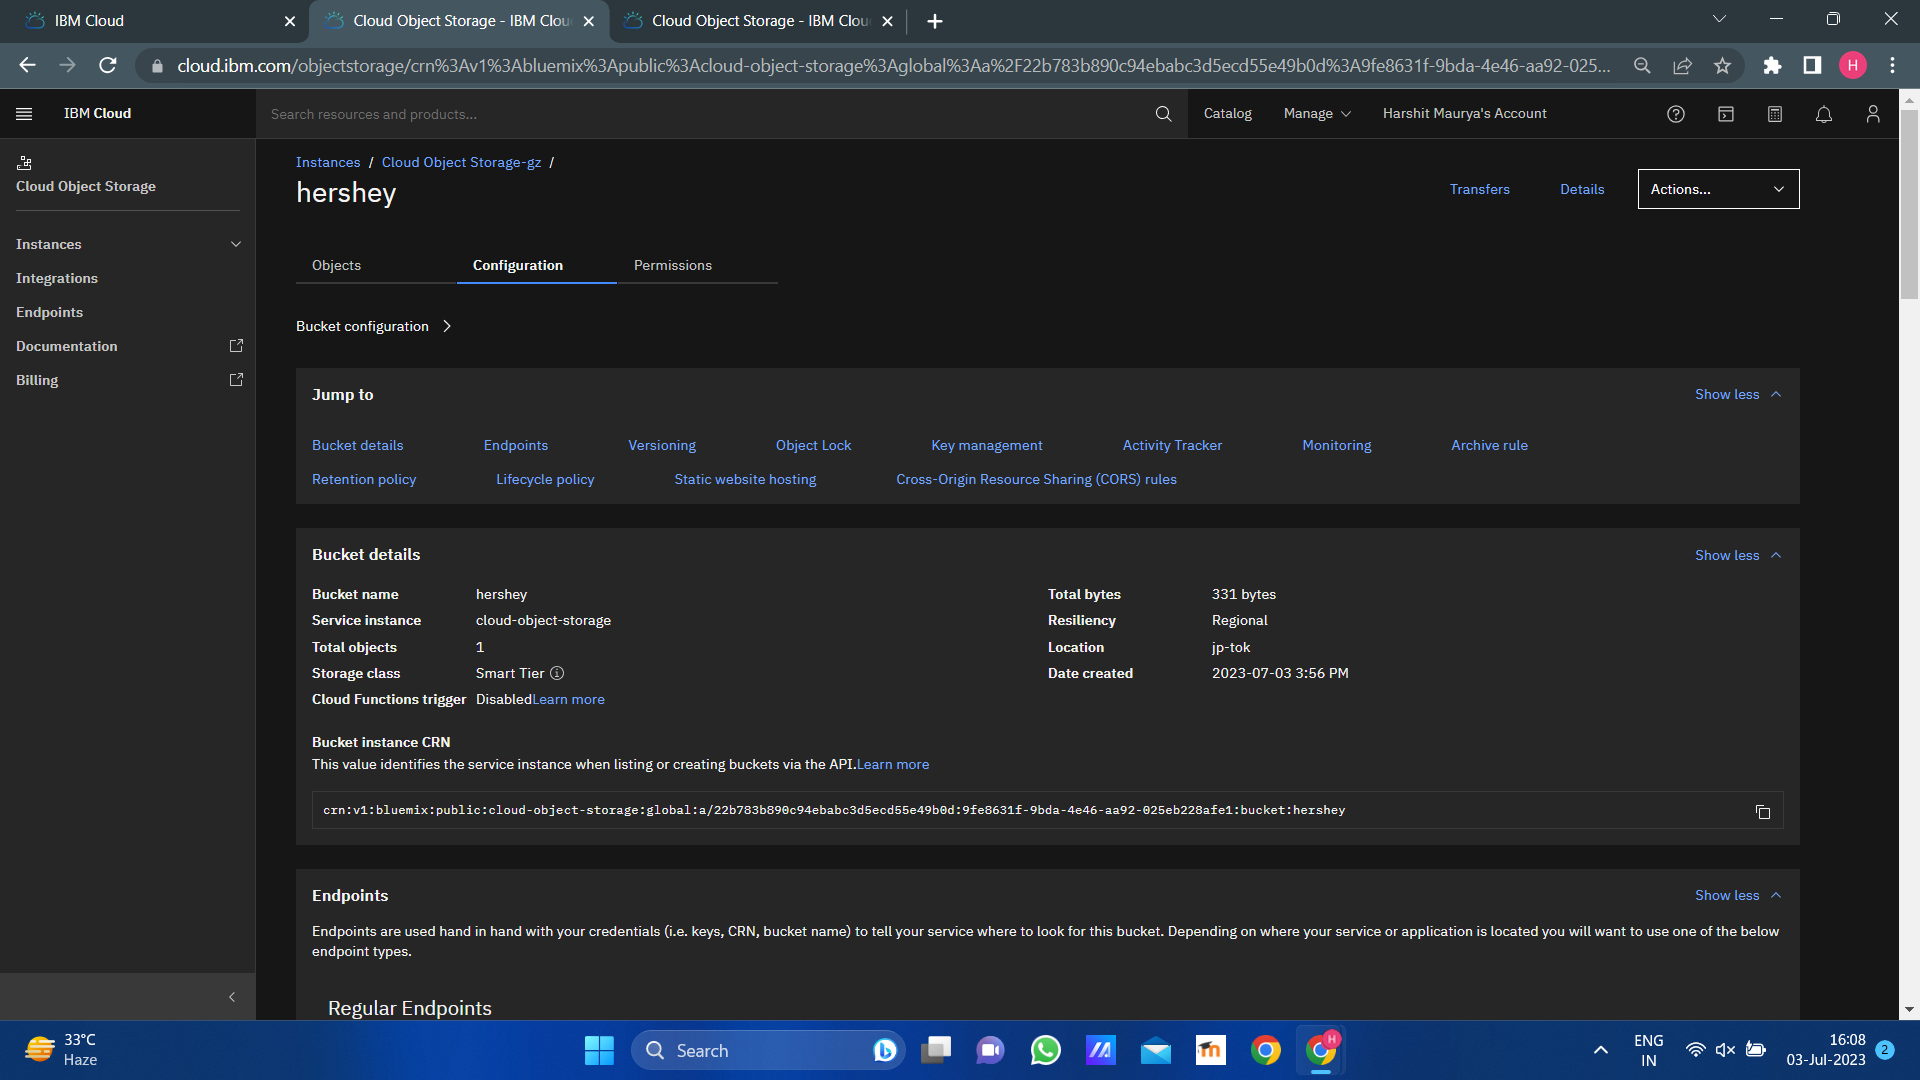 IBM Cloud
Cloud Object Storage - IBM Clou
Cloud Object Storage - IBM Clou
cloud.ibm.com/objectstorage/crn%3Av1%3Abluemix%3Apublic%3Acloud-object-storage%3Aglobal%3Aa%2F22b783b890c94ebabc3d5ecd55e49b0d%3A9fe8631f-9bda-4e46-aa92-025...
H
IBM Cloud
Search resources and products...
Catalog
Manage
Harshit Maurya's Account
Cloud Object Storage
Instances
Integrations
Endpoints
Documentation
Billing
Instances / Cloud Object Storage-gz /
hershey
Transfers
Details
Actions...
Objects
Configuration
Permissions
Bucket configuration
Jump to
Show less
Bucket details
Endpoints
Versioning
Object Lock
Key management
Activity Tracker
Monitoring
Archive rule
Retention policy
Lifecycle policy
Static website hosting
Cross-Origin Resource Sharing (CORS) rules
Bucket details
Show less
Bucket name hershey
Service instance cloud-object-storage
Total objects 1
Storage class Smart Tier
Cloud Functions trigger DisabledLearn more
Total bytes 331 bytes
Resiliency Regional
Location jp-tok
Date created 2023-07-03 3:56 PM
Bucket instance CRN
This value identifies the service instance when listing or creating buckets via the API.Learn more
crn:v1:bluemix:public:cloud-object-storage:global:a/22b783b890c94ebabc3d5ecd55e49b0d:9fe8631f-9bda-4e46-aa92-025eb228afe1:bucket:hershey
Endpoints
Show less
Endpoints are used hand in hand with your credentials (i.e. keys, CRN, bucket name) to tell your service where to look for this bucket. Depending on where your service or application is located you will want to use one of the below
endpoint types.
Regular Endpoints
33°C
Haze
Search
H
ENG
IN
16:08
03-Jul-2023
2